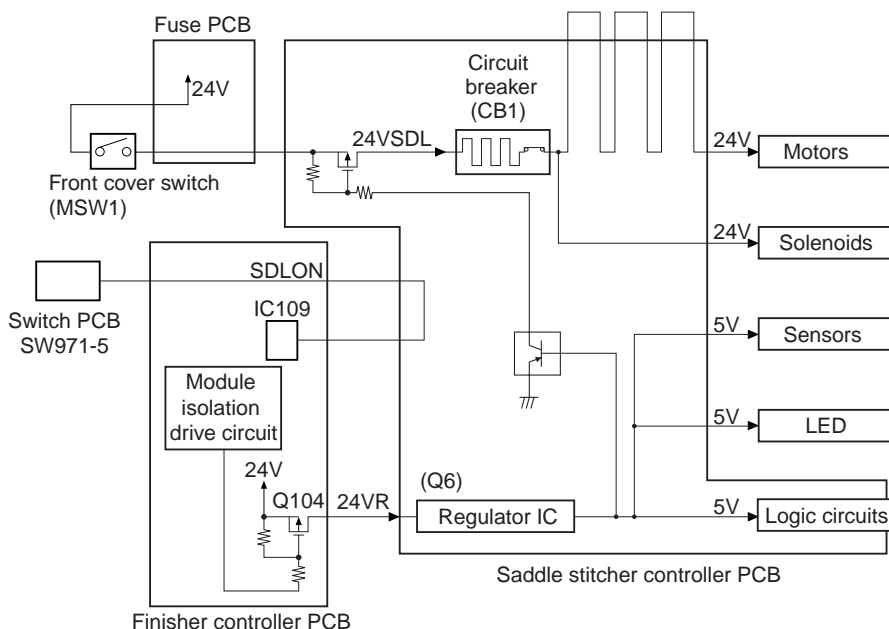 Fuse PCB
24V
Circuit
breaker
(CB1)
24VSDL
24V
Motors
Front cover switch
(MSW1)
24V
Solenoids
SDLON
IC109
Switch PCB
SW971-5
5V
Sensors
Module
isolation
drive circuit
5V
LED
24V
Q104
24VR
(Q6)
Regulator IC
5V
Logic circuits
Saddle stitcher controller PCB
Finisher controller PCB